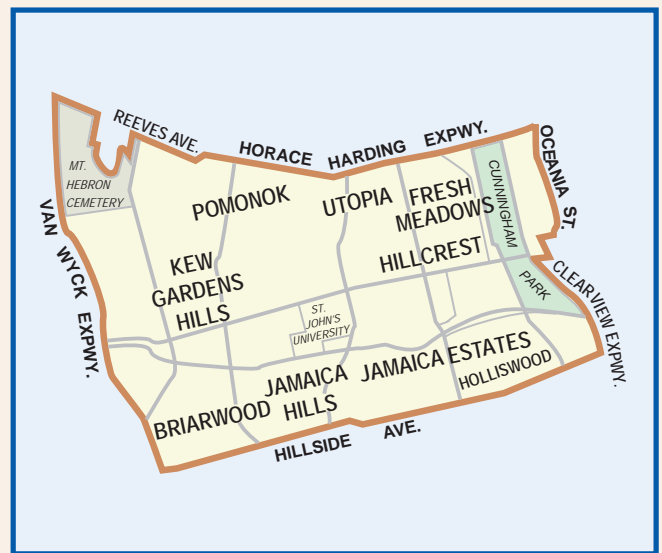 REEVES AVE.
HORACE HARDING EXPWY.
OCEANIA ST.
MT.
HEBRON
CEMETERY
VAN WYCK EXPWY.
POMONOK
UTOPIA
FRESH
MEADOWS
CUNNINGHAM
PARK
KEW
GARDENS
HILLS
HILLCREST
CLEARVIEW EXPWY.
ST.
JOHN'S
UNIVERSITY
JAMAICA ESTATES
HOLLISWOOD
JAMAICA
HILLS
BRIARWOOD
HILLSIDE AVE.